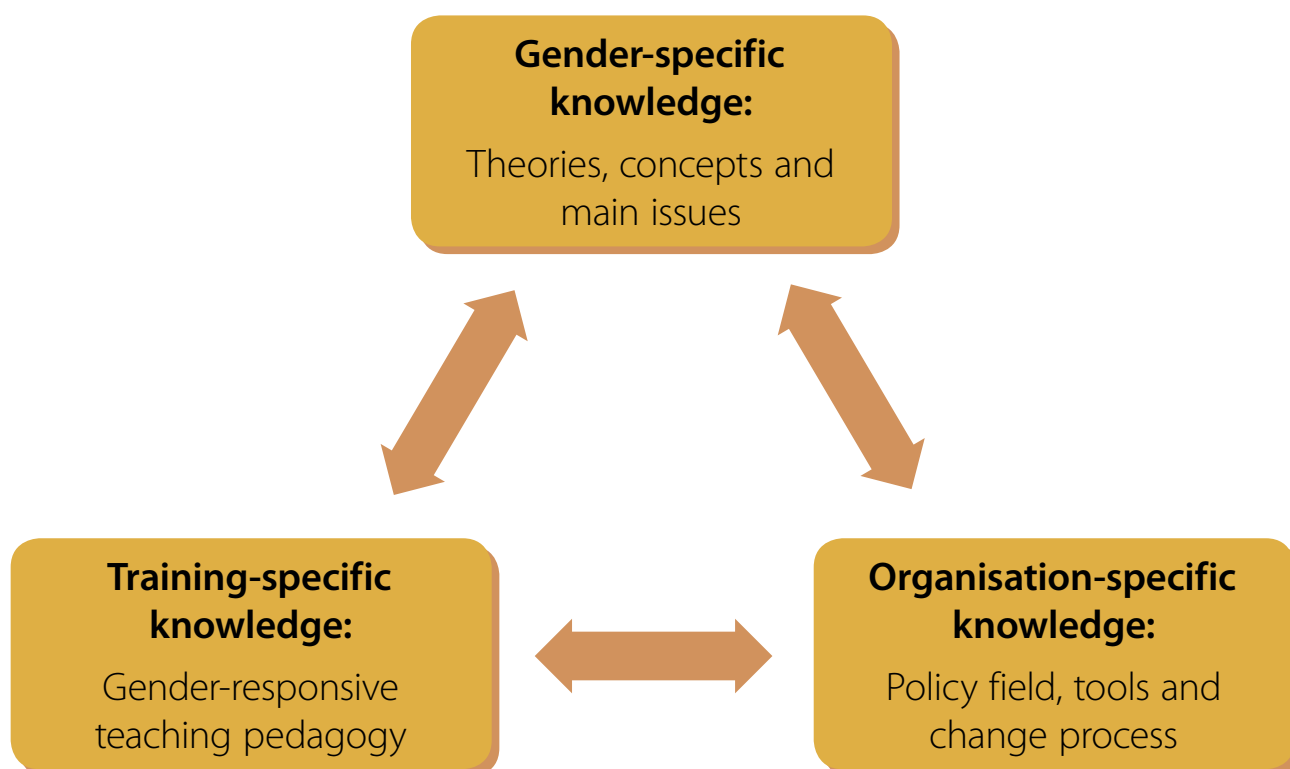 Gender-specific
knowledge:
Theories, concepts and
main issues
Training-specific
knowledge:
Gender-responsive
teaching pedagogy
Organisation-specific
knowledge:
Policy field, tools and
change process